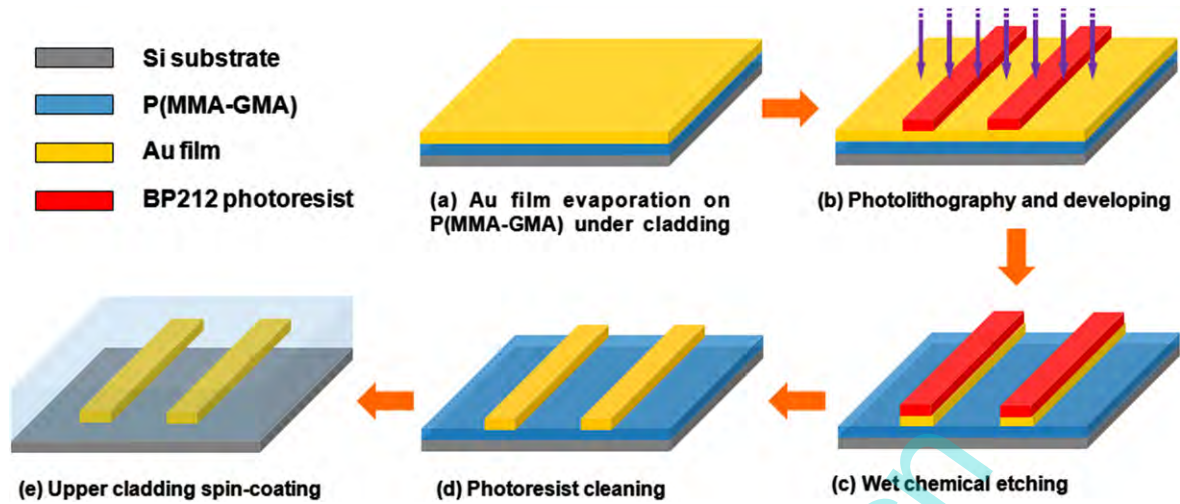 Si substrate
P(MMA-GMA)
Au film
BP212 photoresist
(a) Au film evaporation on
P(MMA-GMA) under cladding
(b) Photolithography and developing
(e) Upper cladding spin-coating
(d) Photoresist cleaning
(c) Wet chemical etching